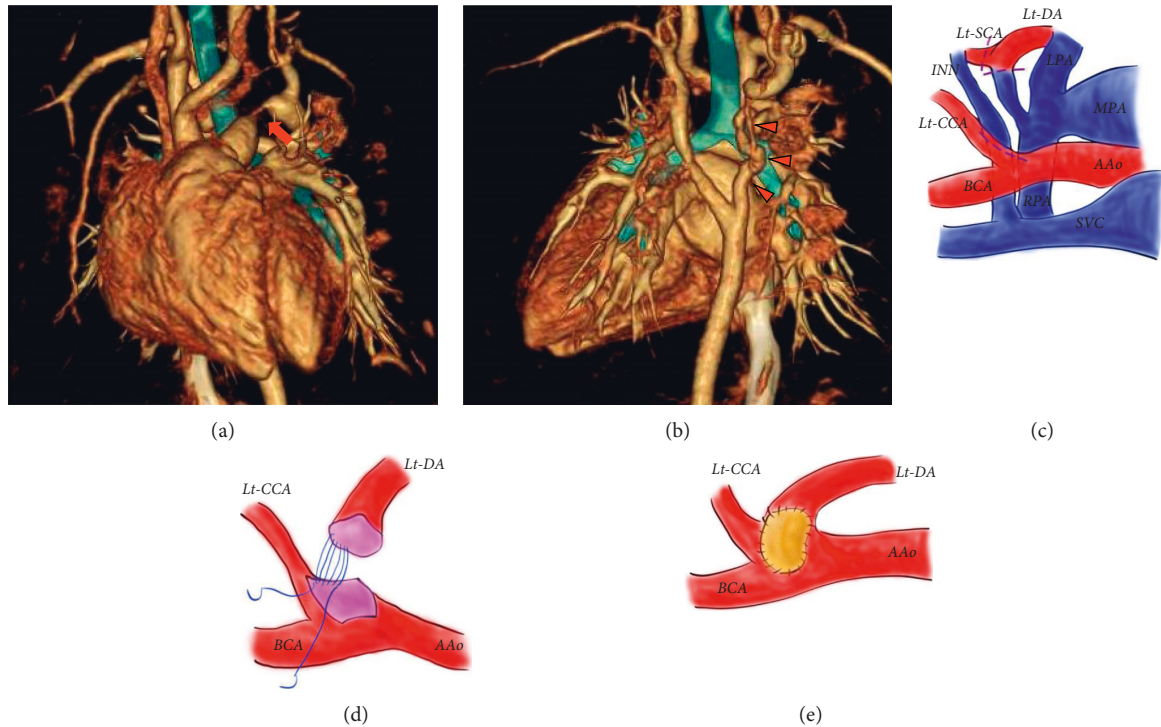 (a)
(b)
Lt-DA
Lt-SCA
LPA
INN
MPA
Lt-CCA
AAo
BCA
RPA
SVC
(c)
Lt-DA
Lt-CCA
BCA
AAo
(d)
Lt-CCA
Lt-DA
AAo
BCA
(e)